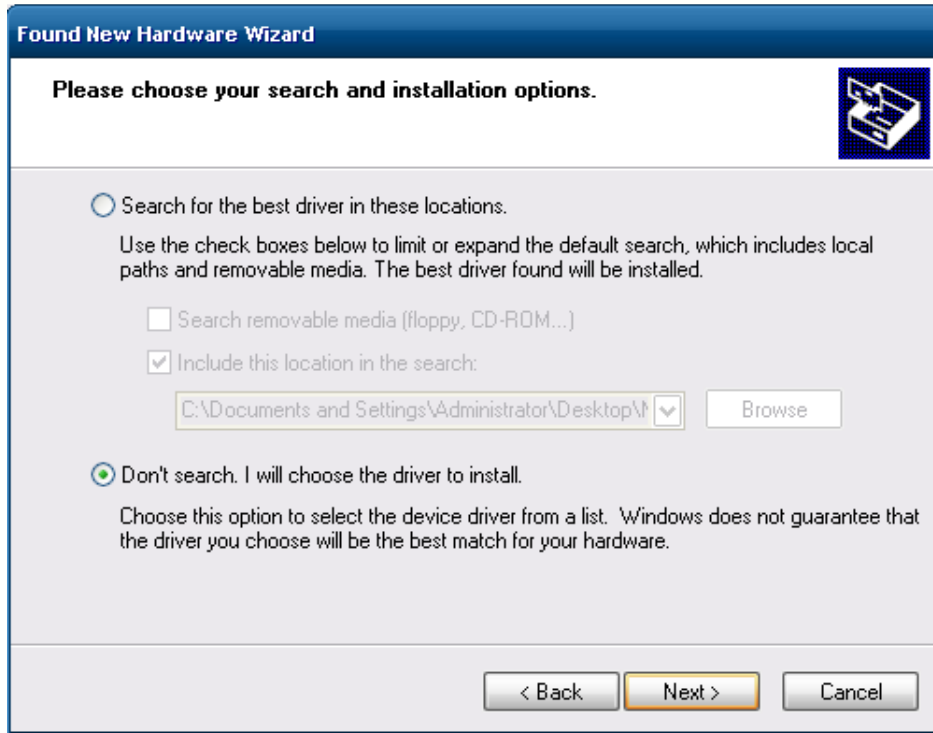 Found New Hardware Wizard
Please choose your search and installation options.
Search for the best driver in these locations.
Use the check boxes below to limit or expand the default search, which includes local
paths and removable media. The best driver found will be installed.
Search removable media (floppy, CD-ROM...)
Include this location in the search:
C:\Documents and Settings\Administrator\Desktop\
Browse
Don't search. I will choose the driver to install.
Choose this option to select the device driver from a list. Windows does not guarantee that
the driver you choose will be the best match for your hardware.
< Back Next > Cancel